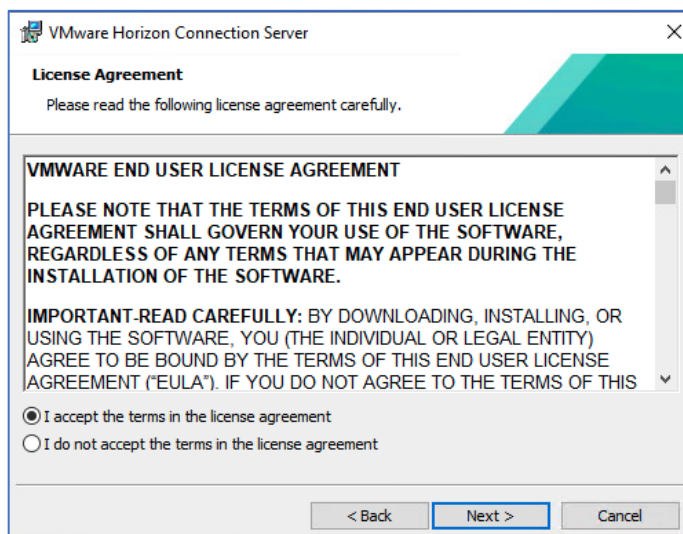 VMware Horizon Connection Server
License Agreement
Please read the following license agreement carefully.
VMWARE END USER LICENSE AGREEMENT
PLEASE NOTE THAT THE TERMS OF THIS END USER LICENSE
AGREEMENT SHALL GOVERN YOUR USE OF THE SOFTWARE,
REGARDLESS OF ANY TERMS THAT MAY APPEAR DURING THE
INSTALLATION OF THE SOFTWARE.
IMPORTANT-READ CAREFULLY: BY DOWNLOADING, INSTALLING, OR
USING THE SOFTWARE, YOU (THE INDIVIDUAL OR LEGAL ENTITY)
AGREE TO BE BOUND BY THE TERMS OF THIS END USER LICENSE
AGREEMENT (“EULA”). IF YOU DO NOT AGREE TO THE TERMS OF THIS
I accept the terms in the license agreement
I do not accept the terms in the license agreement
< Back Next > Cancel